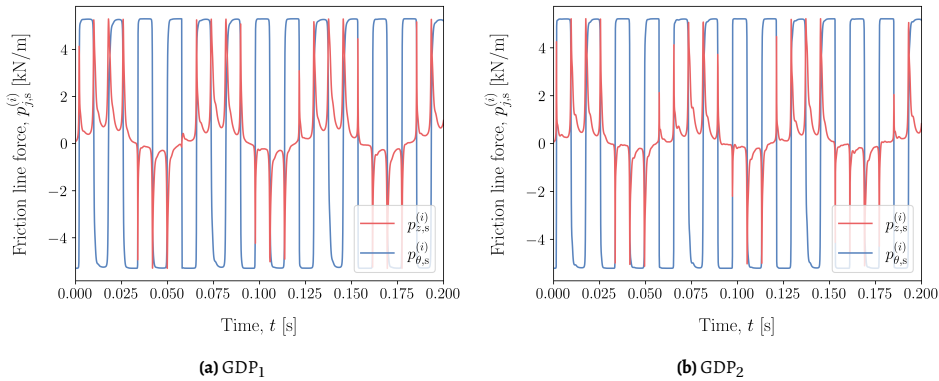 Friction line force, p_{j,s}^{(i)} [kN/m]
4
2
0
−2
−4
p_{z,s}^{(i)}
p_{θ,s}^{(i)}
0.000 0.025 0.050 0.075 0.100 0.125 0.150 0.175 0.200
Time, t [s]
(a) GDP₁
Friction line force, p_{j,s}^{(i)} [kN/m]
4
2
0
−2
−4
p_{z,s}^{(i)}
p_{θ,s}^{(i)}
0.000 0.025 0.050 0.075 0.100 0.125 0.150 0.175 0.200
Time, t [s]
(b) GDP₂